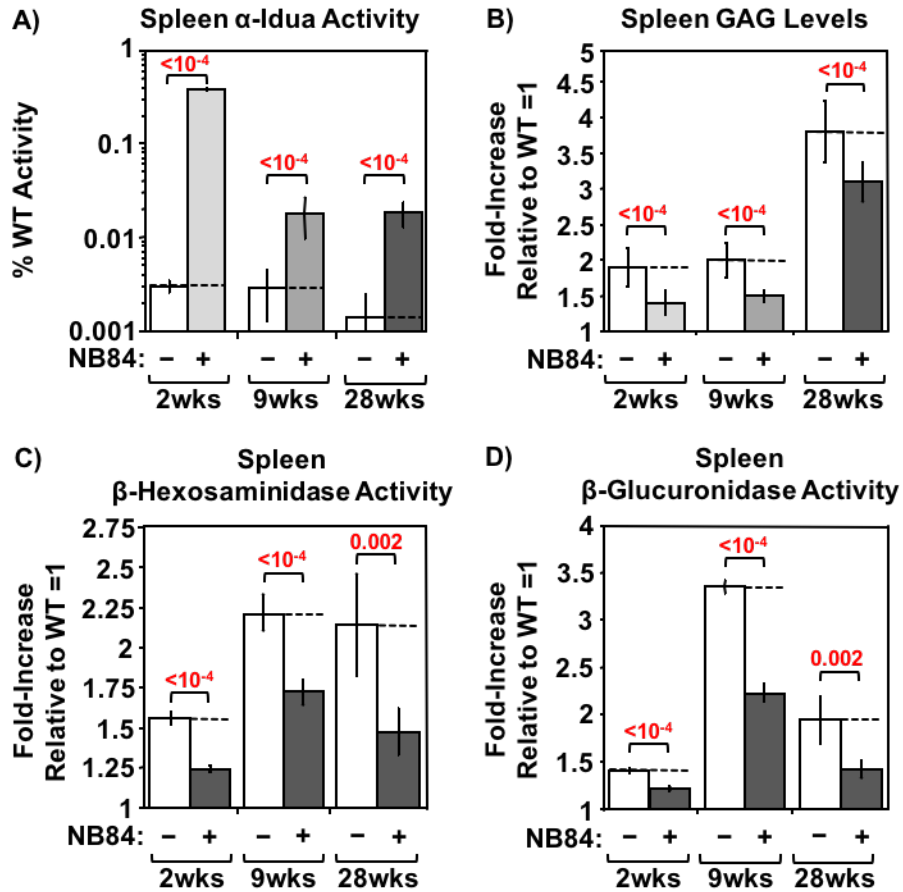 A)
Spleen α-Idua Activity
% WT Activity
1
0.1
0.01
0.001
<10⁻⁴
<10⁻⁴
<10⁻⁴
NB84: − + − + − +
2wks 9wks 28wks
B)
Spleen GAG Levels
Fold-Increase
Relative to WT =1
5
4.5
4
3.5
3
2.5
2
1.5
1
<10⁻⁴
<10⁻⁴
<10⁻⁴
NB84: − + − + − +
2wks 9wks 28wks
C)
Spleen
β-Hexosaminidase Activity
Fold-Increase
Relative to WT =1
2.75
2.5
2.25
2
1.75
1.5
1.25
1
<10⁻⁴
<10⁻⁴
0.002
NB84: − + − + − +
2wks 9wks 28wks
D)
Spleen
β-Glucuronidase Activity
Fold-Increase
Relative to WT =1
4
3.5
3
2.5
2
1.5
1
<10⁻⁴
<10⁻⁴
0.002
NB84: − + − + − +
2wks 9wks 28wks